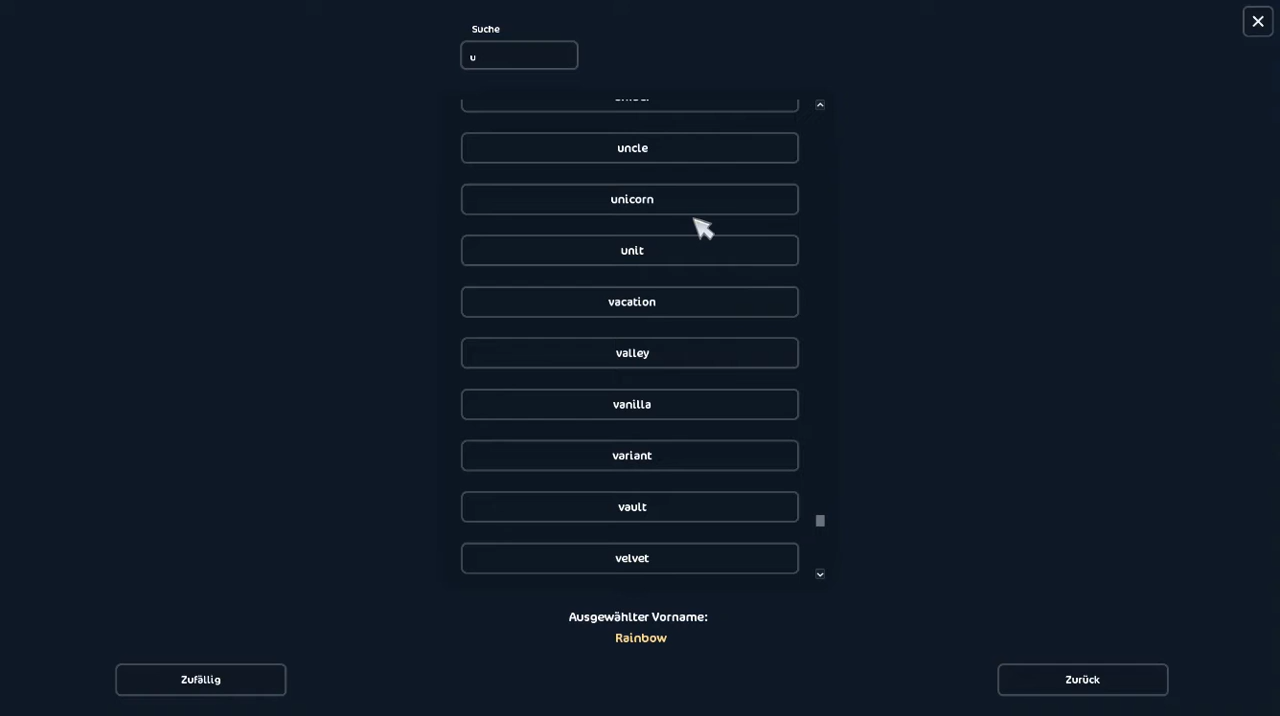 Suche
u
uncle
unicorn
unit
vacation
valley
vanilla
variant
vault
velvet
Ausgewählter Vorname:
Rainbow
Zufällig
Zurück